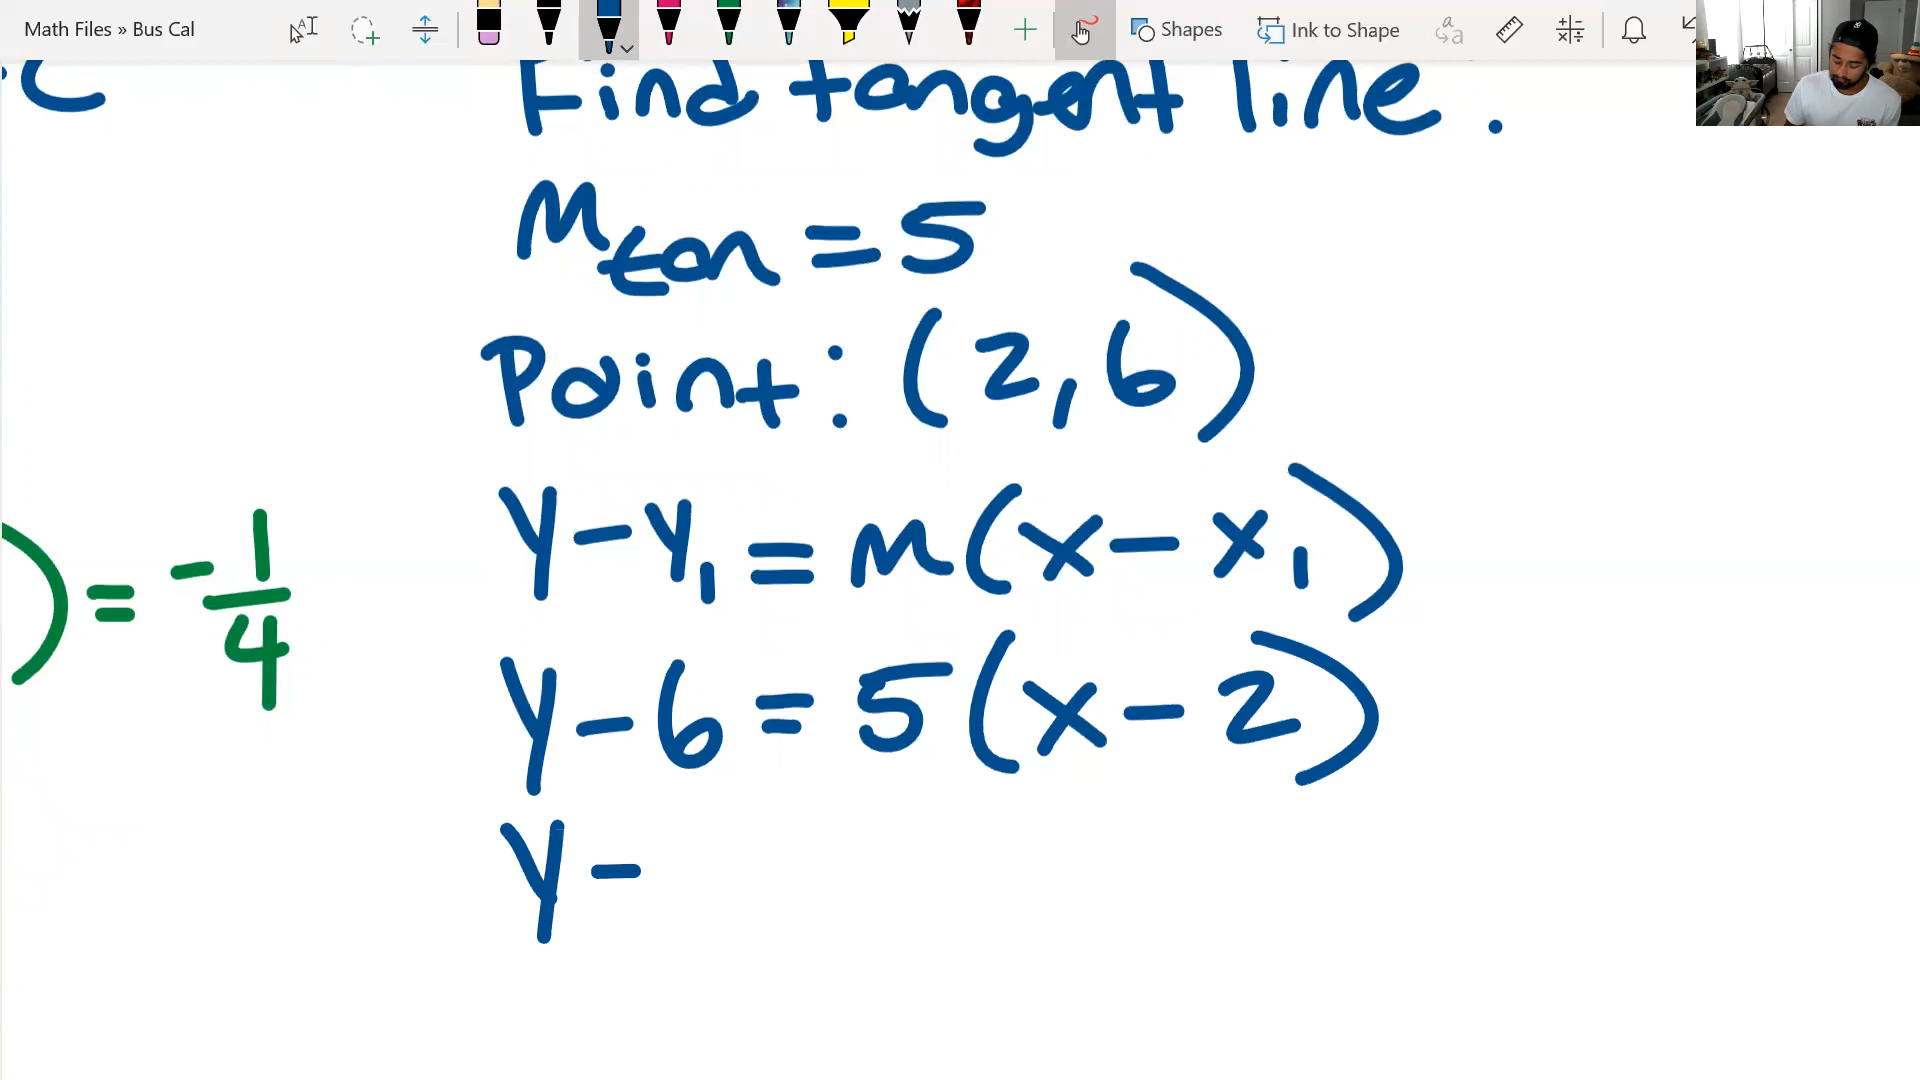 Math Files » Bus Cal
Shapes
Ink to Shape
Find tangent line.
Mtan = 5
Point: (2,6)
y - y₁ = m(x - x₁)
) = -1/4
y - 6 = 5(x - 2)
y -